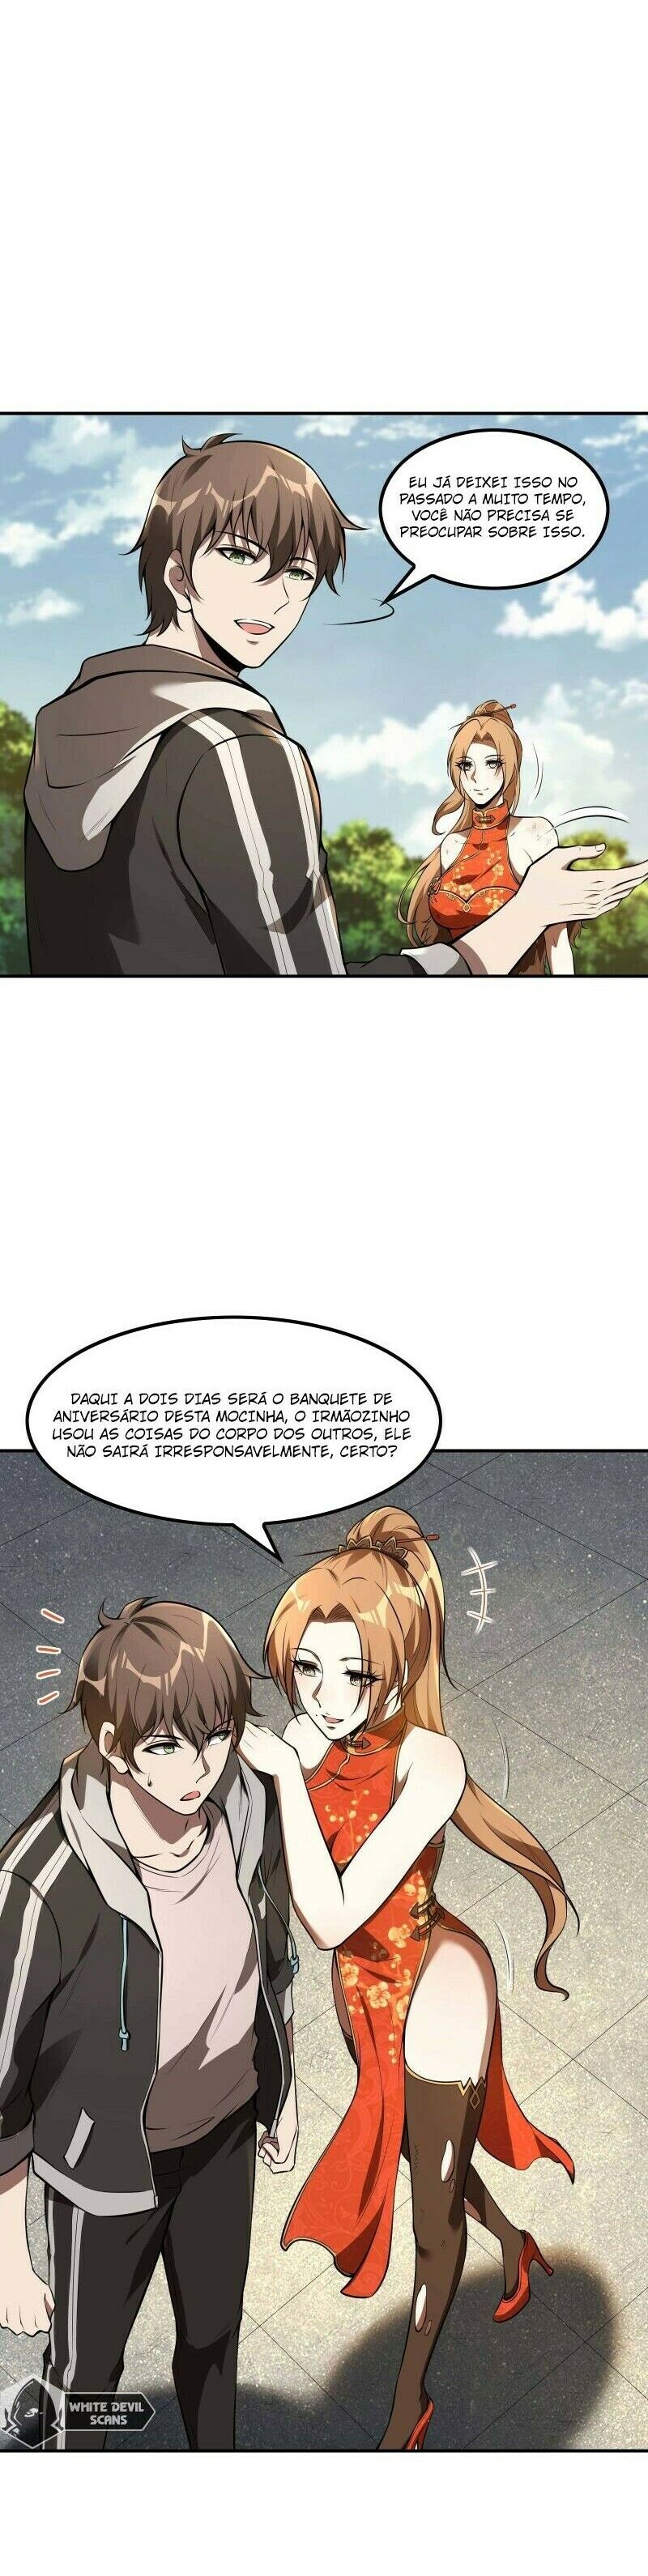 EU JÁ DEIXEI ISSO NO
PASSADO A MUITO TEMPO,
VOCÊ NÃO PRECISA SE
PREOCUPAR SOBRE ISSO.
DAQUI A DOIS DIAS SERÁ O BANQUETE DE
ANIVERSÁRIO DESTA MOCINHA, O IRMÃOZINHO
USOU AS COISAS DO CORPO DOS OUTROS, ELE
NÃO SAIRÁ IRRESPONSAVELMENTE, CERTO?
WHITE DEVIL
SCANS